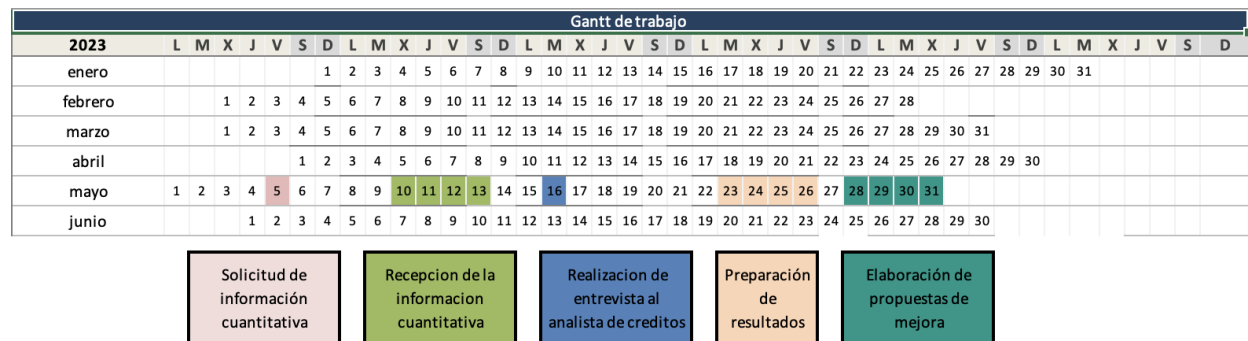 Gantt de trabajo
2023 L M X J V S D L M X J V S D L M X J V S D L M X J V S D L M X J V S D L M X J V S D
enero 1 2 3 4 5 6 7 8 9 10 11 12 13 14 15 16 17 18 19 20 21 22 23 24 25 26 27 28 29 30 31
febrero 1 2 3 4 5 6 7 8 9 10 11 12 13 14 15 16 17 18 19 20 21 22 23 24 25 26 27 28
marzo 1 2 3 4 5 6 7 8 9 10 11 12 13 14 15 16 17 18 19 20 21 22 23 24 25 26 27 28 29 30 31
abril 1 2 3 4 5 6 7 8 9 10 11 12 13 14 15 16 17 18 19 20 21 22 23 24 25 26 27 28 29 30
mayo 1 2 3 4 5 6 7 8 9 10 11 12 13 14 15 16 17 18 19 20 21 22 23 24 25 26 27 28 29 30 31
junio 1 2 3 4 5 6 7 8 9 10 11 12 13 14 15 16 17 18 19 20 21 22 23 24 25 26 27 28 29 30
Solicitud de
información
cuantitativa
Recepcion de la
informacion
cuantitativa
Realizacion de
entrevista al
analista de creditos
Preparación
de
resultados
Elaboración de
propuestas de
mejora